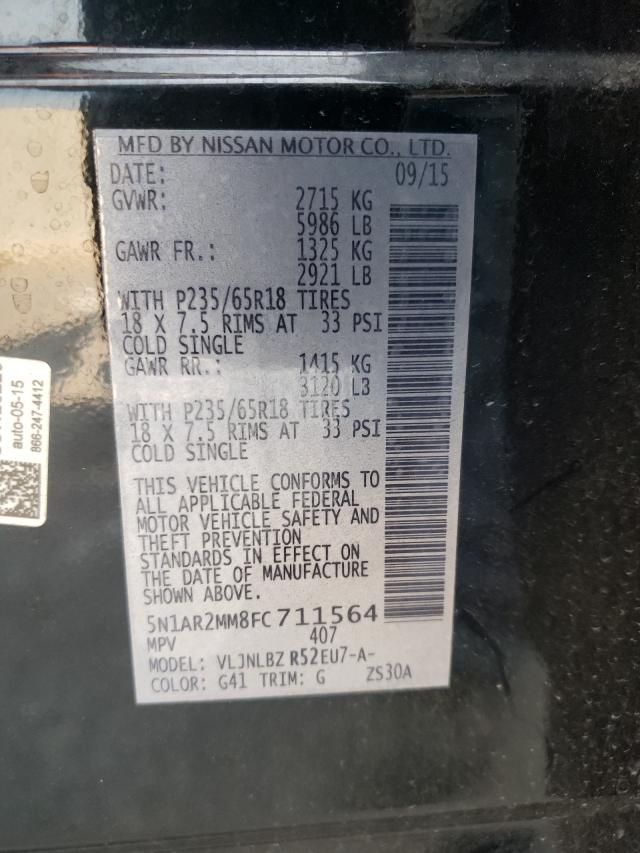 MFD BY NISSAN MOTOR CO., LTD.
DATE: 09/15
GVWR: 2715 KG
5986 LB
GAWR FR.: 1325 KG
2921 LB
WITH P235/65R18 TIRES
18 X 7.5 RIMS AT 33 PSI
COLD SINGLE
GAWR RR.: 1415 KG
3120 LB
WITH P235/65R18 TIRES
18 X 7.5 RIMS AT 33 PSI
COLD SINGLE
THIS VEHICLE CONFORMS TO
ALL APPLICABLE FEDERAL
MOTOR VEHICLE SAFETY AND
THEFT PREVENTION
STANDARDS IN EFFECT ON
THE DATE OF MANUFACTURE
SHOWN ABOVE.
5N1AR2MM8FC711564
MPV 407
MODEL: VLJNLBZ R52EU7-A-
COLOR: G41 TRIM: G ZS30A
auto-05-15
866-247-4412